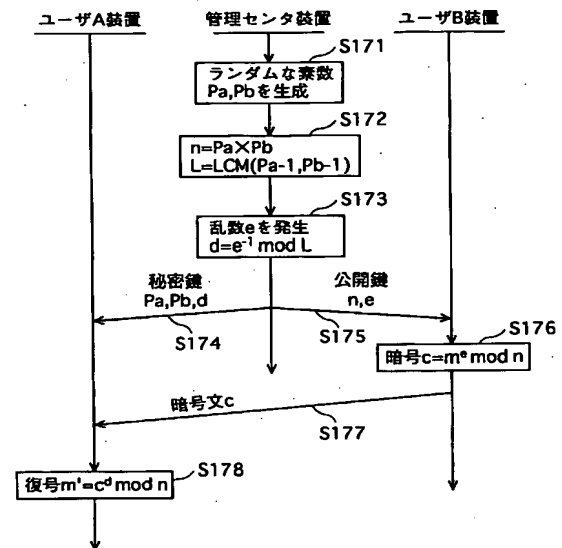 ユーザA装置
管理センタ装置
ユーザB装置
S171
ランダムな素数
Pa,Pbを生成
S172
n=Pa×Pb
L=LCM(Pa-1,Pb-1)
S173
乱数eを発生
d=e⁻¹ mod L
秘密鍵
Pa,Pb,d
公開鍵
n,e
S174
S175
S176
暗号c=mᵉ mod n
暗号文c
S177
S178
復号m'=cᵈ mod n